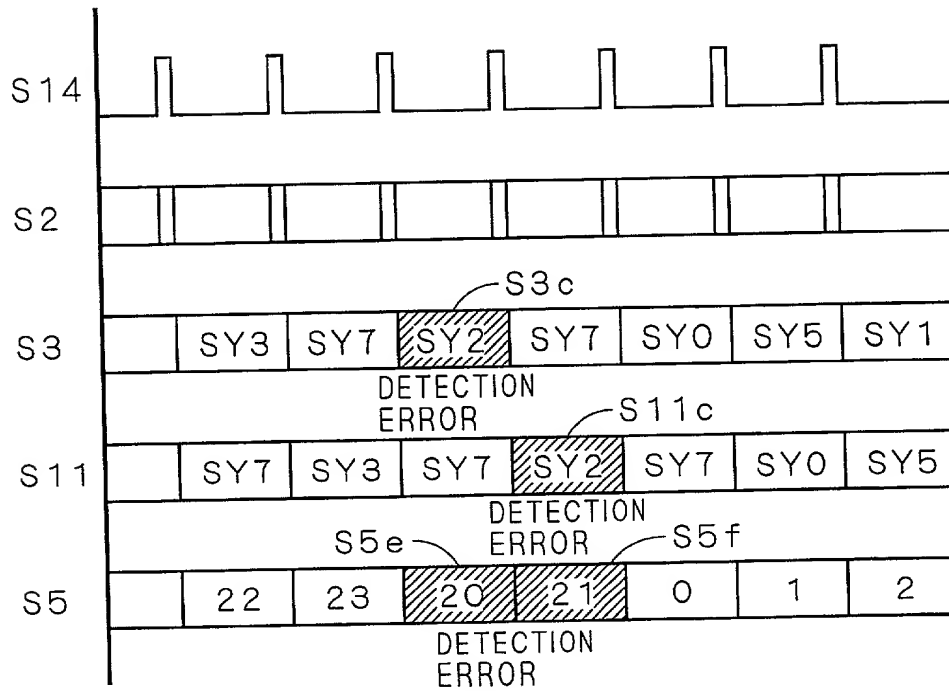 S14
S2
S3c
S3 SY3 SY7 SY2 SY7 SY0 SY5 SY1
DETECTION
ERROR
S11c
S11 SY7 SY3 SY7 SY2 SY7 SY0 SY5
DETECTION
ERROR
S5e S5f
S5 22 23 20 21 0 1 2
DETECTION
ERROR